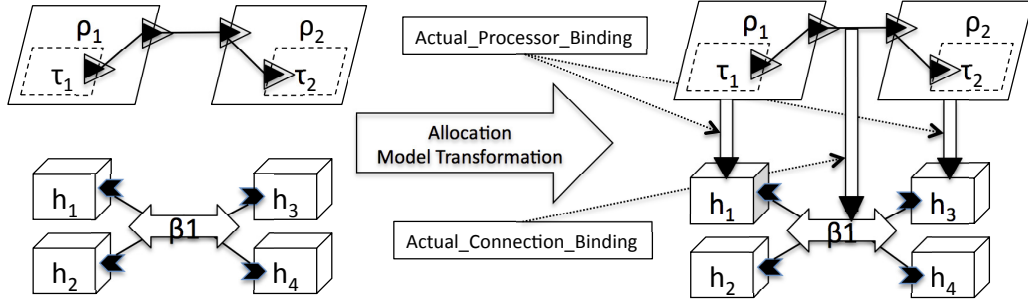 ρ1
ρ2
τ1
τ2
h1
h3
β1
h2
h4
Actual_Processor_Binding
Allocation
Model Transformation
Actual_Connection_Binding
ρ1
ρ2
τ1
τ2
h1
h3
β1
h2
h4